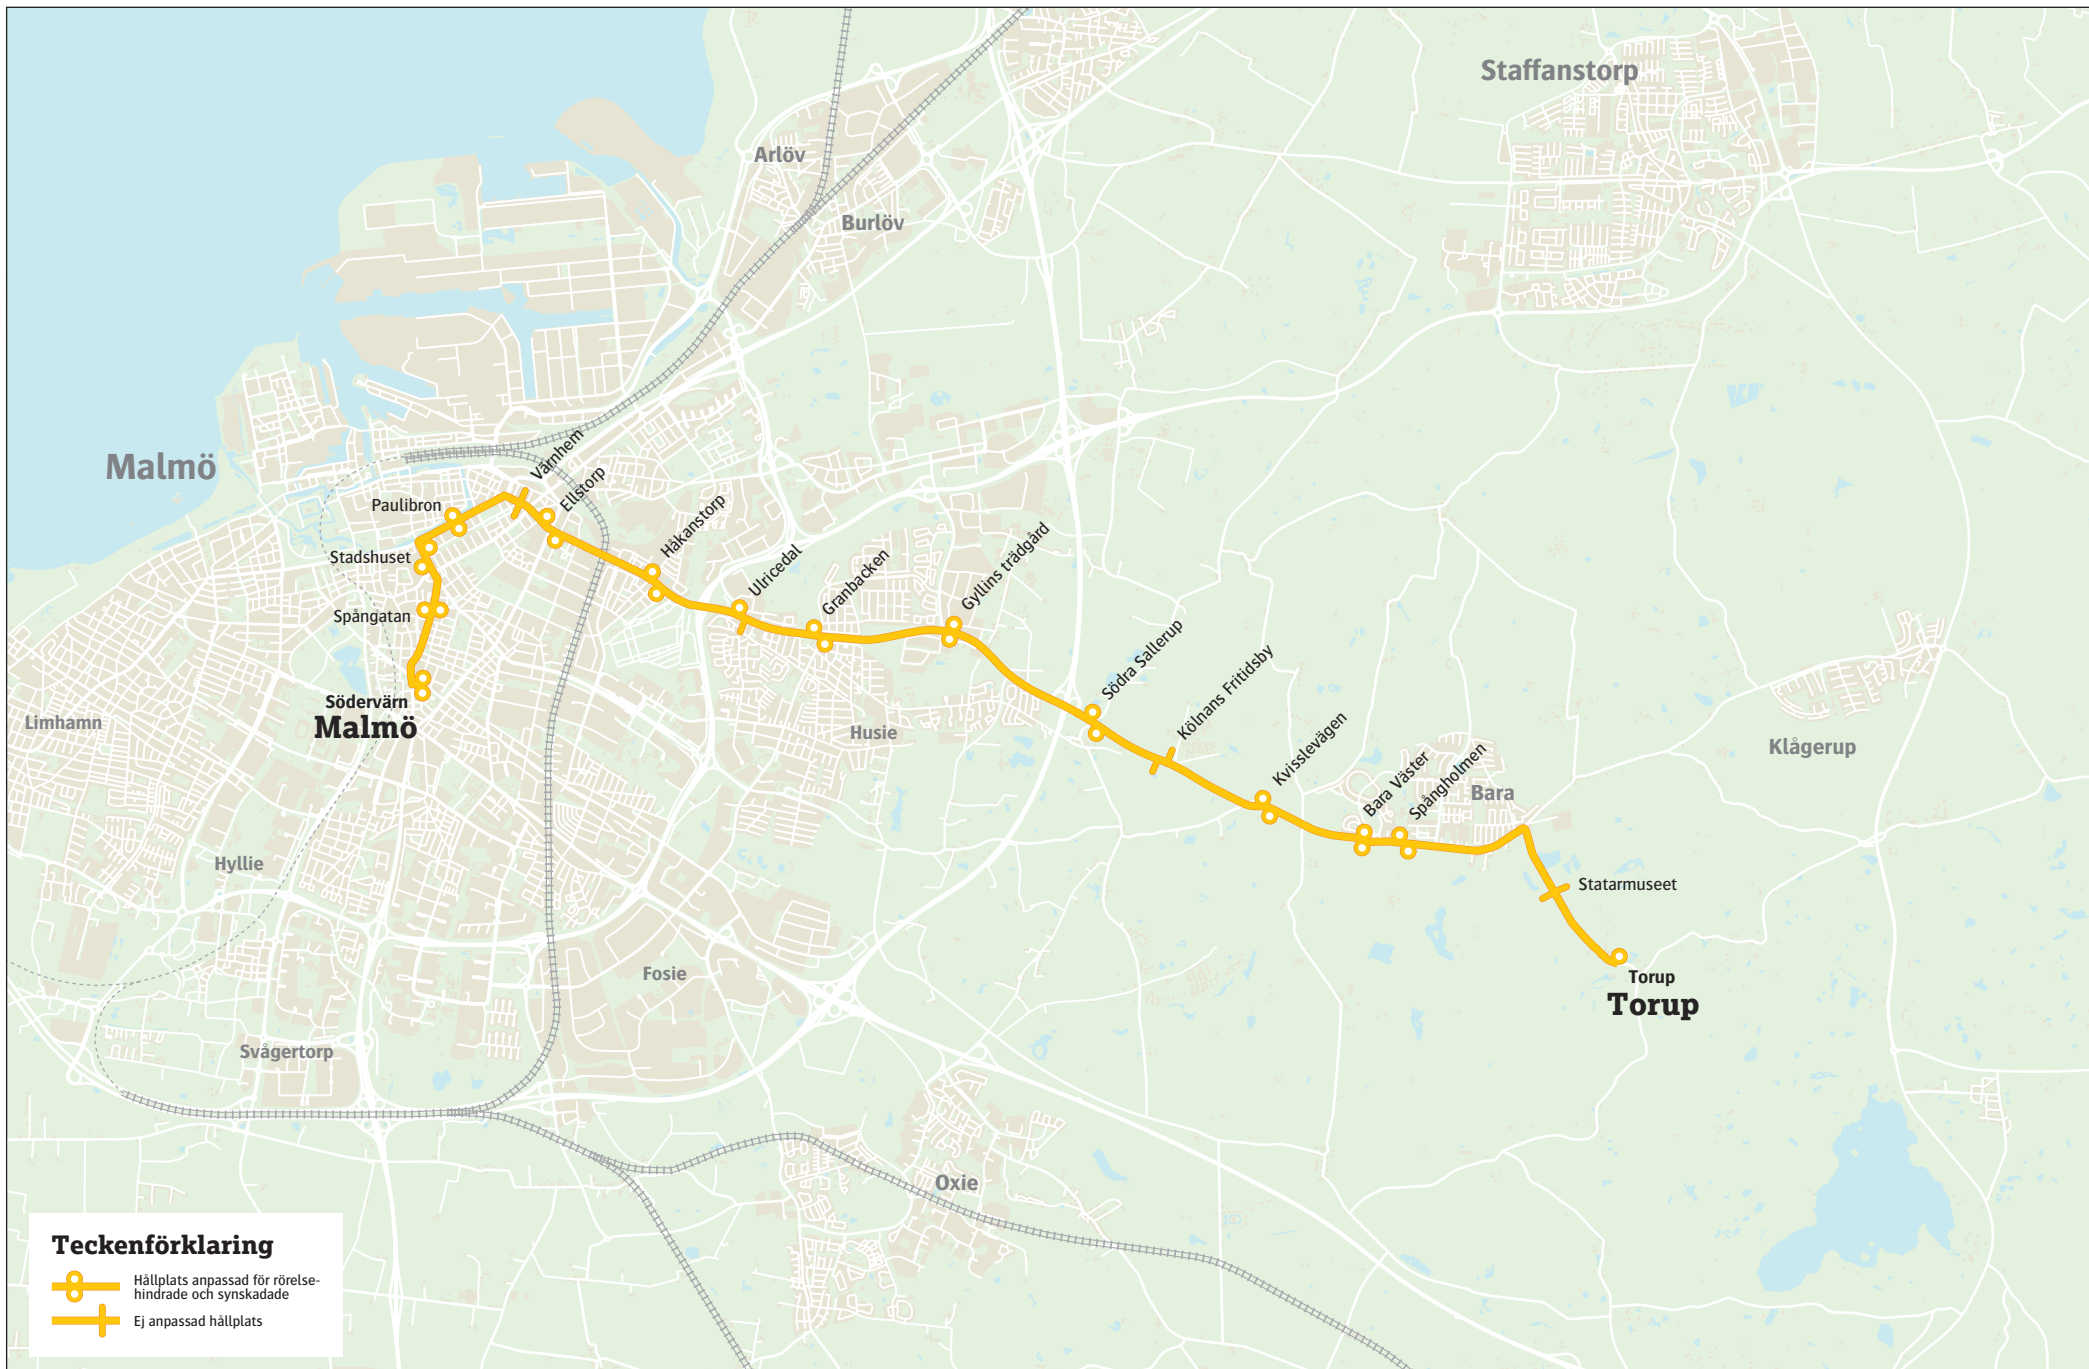 Staffanstorp
Arlöv
Burlöv
Malmö
Värnhem
Ellstorp
Paulibron
Håkanstorp
Stadshuset
Ulricedal
Granbacken
Gyllins trädgård
Spångatan
Södervärn
Malmö
Limhamn
Husie
Södra Sallerup
Kölnans Fritidsby
Kvisslevägen
Bara Väster
Spångholmen
Bara
Klågerup
Hyllie
Statarmuseet
Fosie
Torup
Torup
Svågertorp
Oxie
Teckenförklaring
Hållplats anpassad för rörelse-
hindrade och synskadade
Ej anpassad hållplats